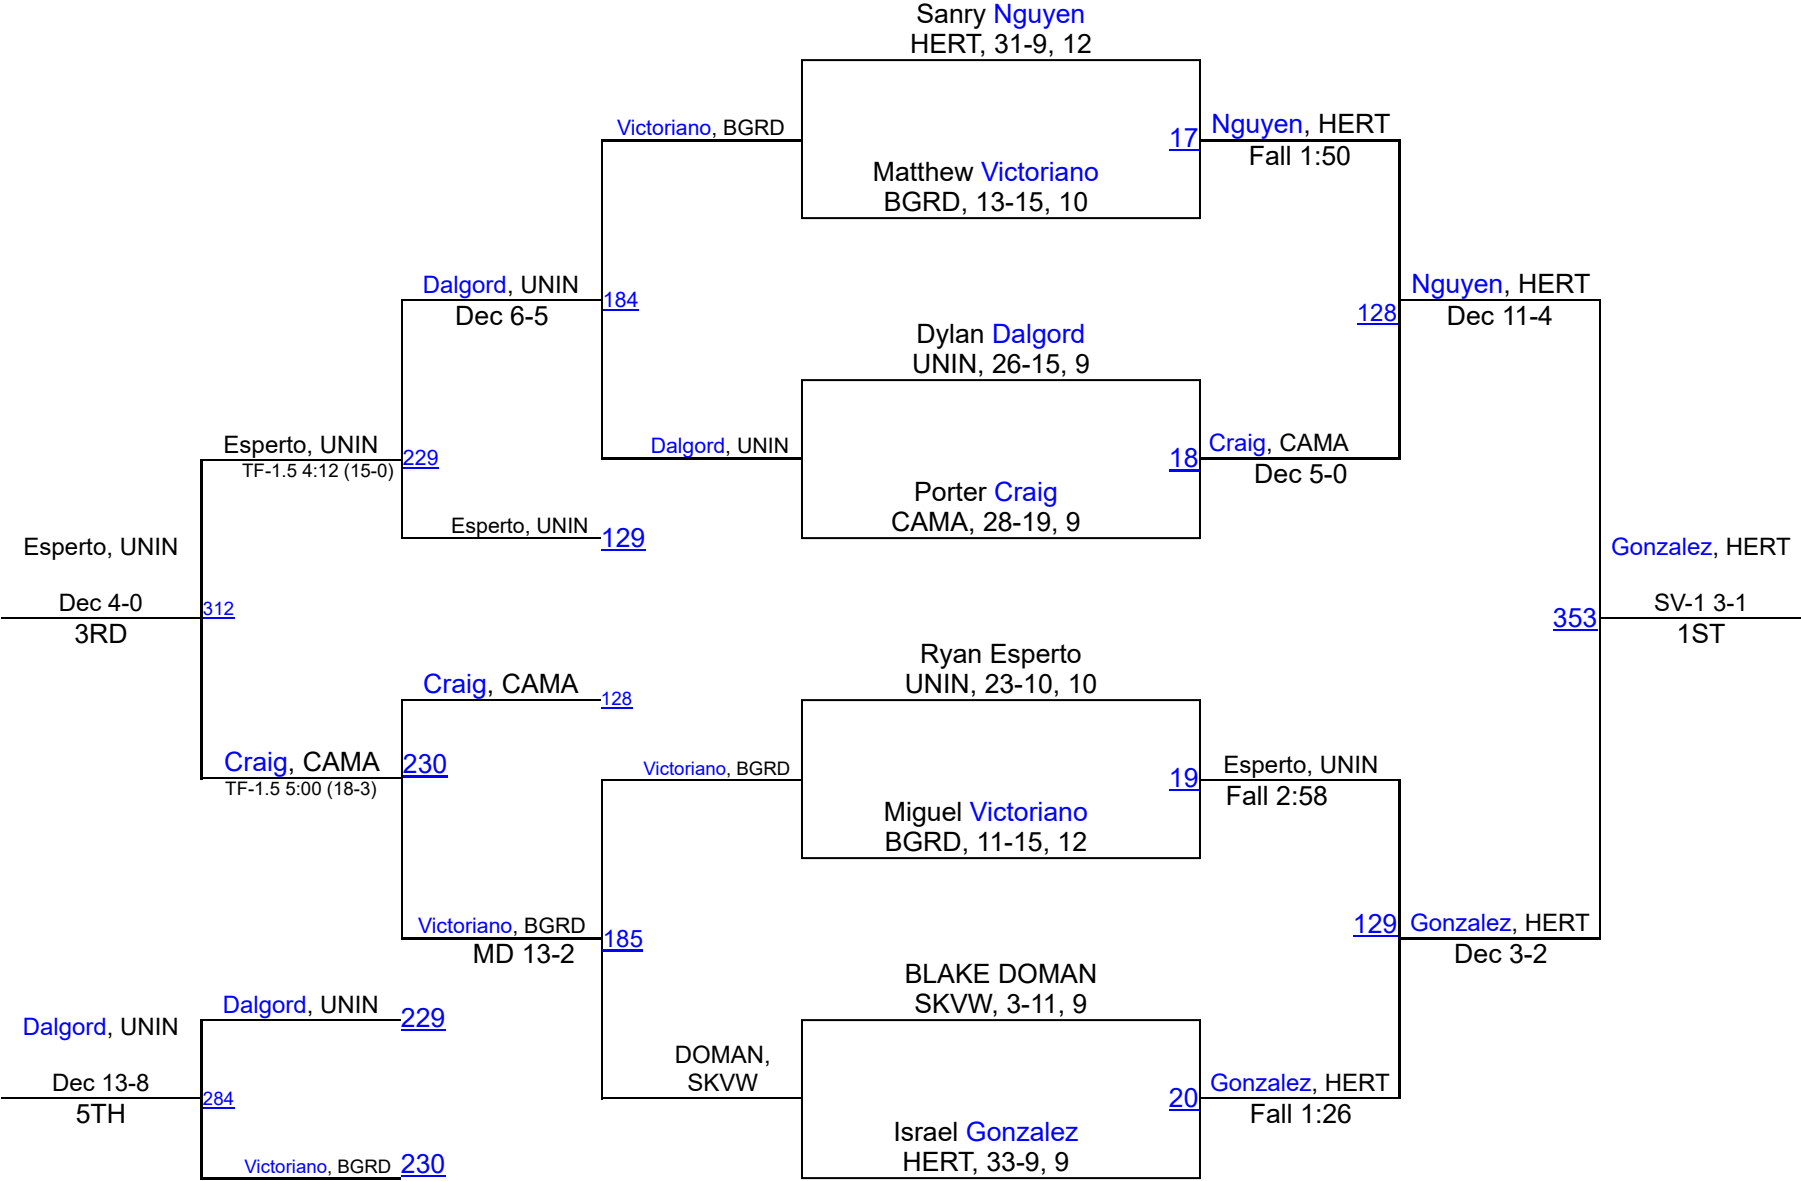 Sanry Nguyen
HERT, 31-9, 12
Victoriano, BGRD
17
Nguyen, HERT
Fall 1:50
Matthew Victoriano
BGRD, 13-15, 10
Dalgord, UNIN
Dec 6-5
184
128
Nguyen, HERT
Dec 11-4
Dylan Dalgord
UNIN, 26-15, 9
Esperto, UNIN
TF-1.5 4:12 (15-0)
229
Dalgord, UNIN
18
Craig, CAMA
Dec 5-0
Porter Craig
CAMA, 28-19, 9
Esperto, UNIN
129
Esperto, UNIN
Dec 4-0
3RD
312
Gonzalez, HERT
353
SV-1 3-1
1ST
Ryan Esperto
UNIN, 23-10, 10
Craig, CAMA
128
Craig, CAMA
TF-1.5 5:00 (18-3)
230
Victoriano, BGRD
19
Esperto, UNIN
Fall 2:58
Miguel Victoriano
BGRD, 11-15, 12
Victoriano, BGRD
MD 13-2
185
129
Gonzalez, HERT
Dec 3-2
BLAKE DOMAN
SKVW, 3-11, 9
Dalgord, UNIN
229
Dalgord, UNIN
Dec 13-8
5TH
284
DOMAN,
SKVW
20
Gonzalez, HERT
Fall 1:26
Israel Gonzalez
HERT, 33-9, 9
Victoriano, BGRD
230